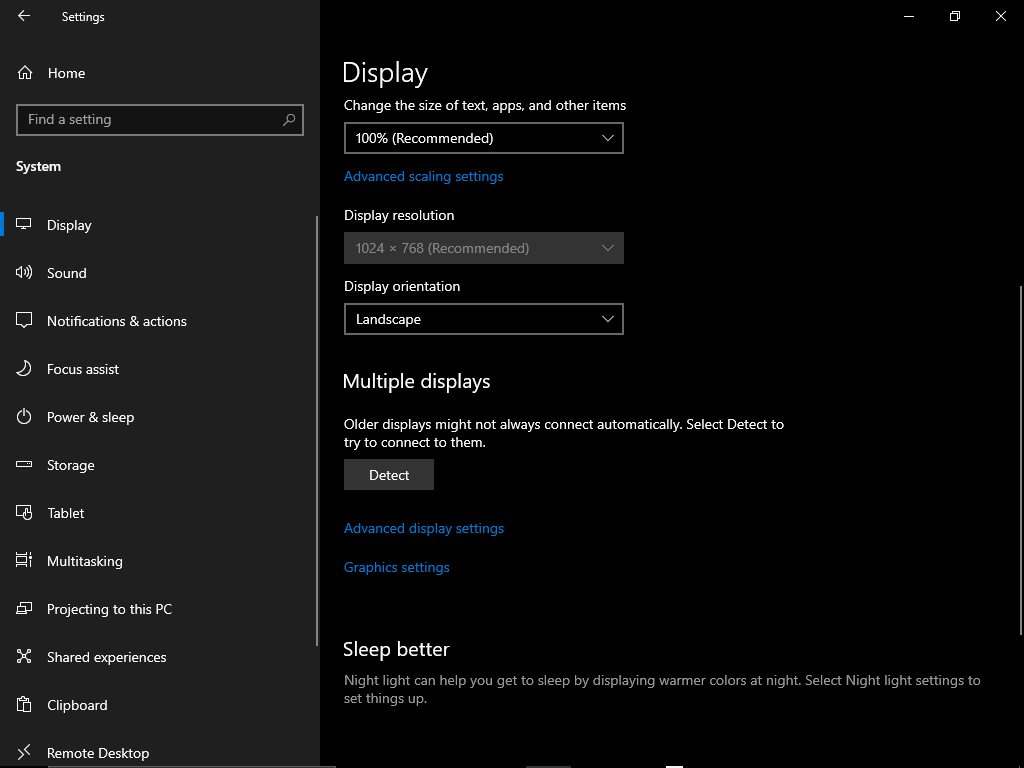 Settings
Home
Find a setting
System
Display
Sound
Notifications & actions
Focus assist
Power & sleep
Storage
Tablet
Multitasking
Projecting to this PC
Shared experiences
Clipboard
Remote Desktop
Display
Change the size of text, apps, and other items
100% (Recommended)
Advanced scaling settings
Display resolution
1024 × 768 (Recommended)
Display orientation
Landscape
Multiple displays
Older displays might not always connect automatically. Select Detect to
try to connect to them.
Detect
Advanced display settings
Graphics settings
Sleep better
Night light can help you get to sleep by displaying warmer colors at night. Select Night light settings to
set things up.